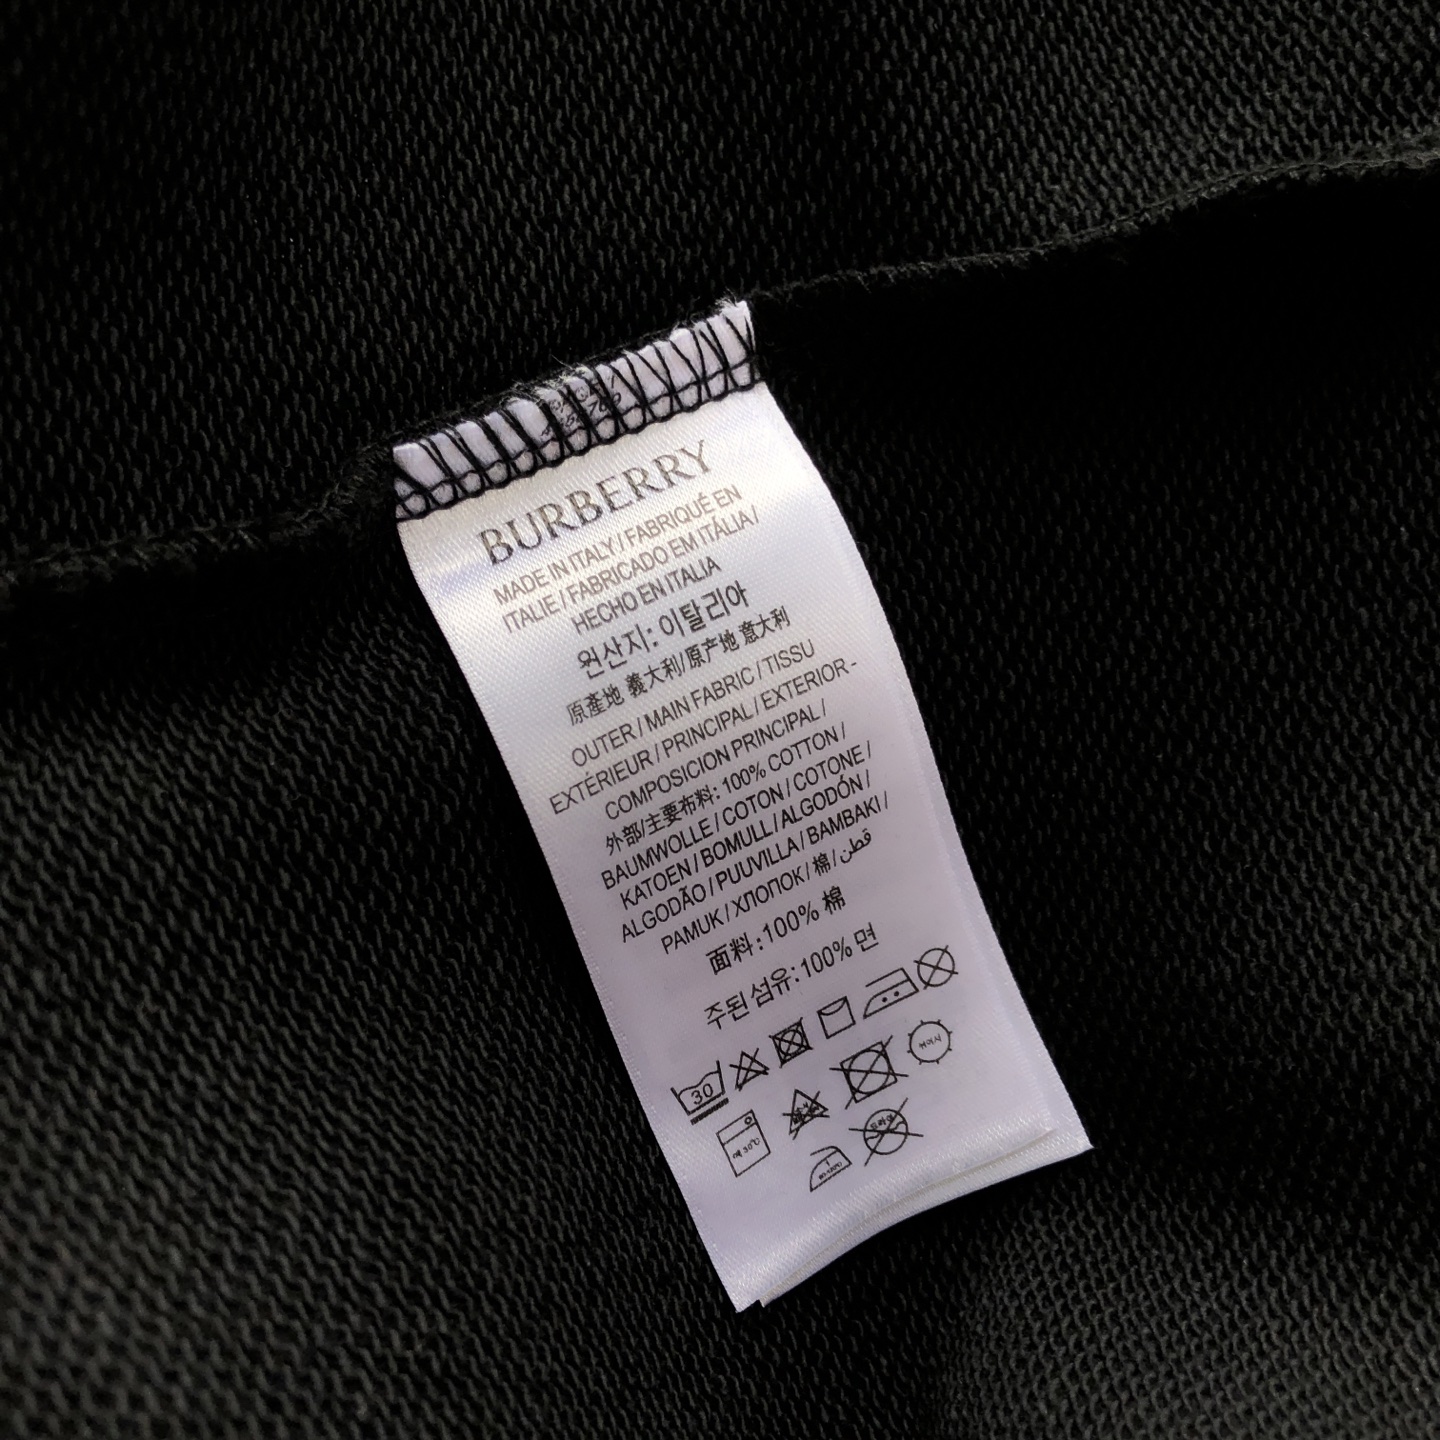 BURBERRY
MADE IN ITALY / FABRIQUÉ EN
ITALIE / FABRICADO EM ITÁLIA /
HECHO EN ITALIA
원산지: 이탈리아
原產地 義大利/原产地 意大利
OUTER / MAIN FABRIC / TISSU
EXTÉRIEUR / PRINCIPAL / EXTERIOR -
COMPOSICION PRINCIPAL /
外部/主要布料: 100% COTTON /
BAUMWOLLE / COTON / COTONE /
KATOEN / BOMULL / ALGODÓN /
ALGODÃO / PUUVILLA / BAMBAKI /
PAMUK / ХЛОПОК / 棉 / قطن
面料:100% 棉
주된 섬유: 100% 면
30